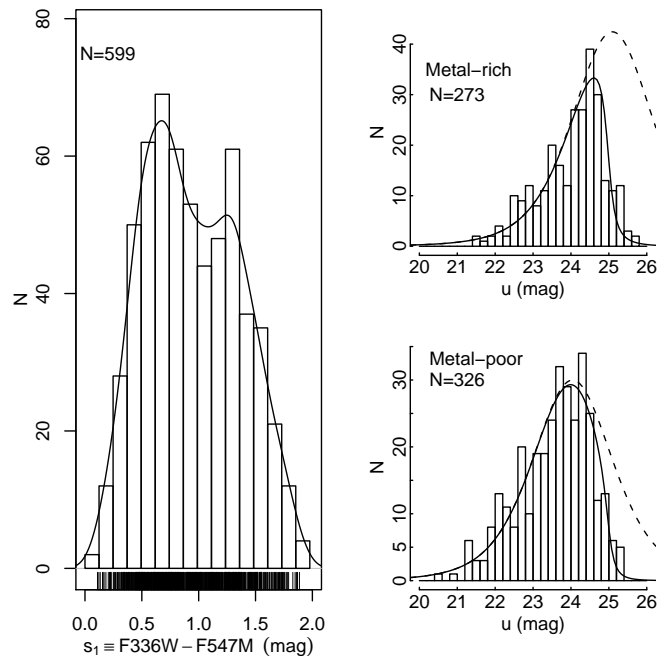 N=599
N
0
20
40
60
80
0.0 0.5 1.0 1.5 2.0
s₁ ≡ F336W − F547M (mag)
Metal−rich
N=273
N
0
10
20
30
40
20 21 22 23 24 25 26
u (mag)
Metal−poor
N=326
N
0
5
10
20
30
20 21 22 23 24 25 26
u (mag)